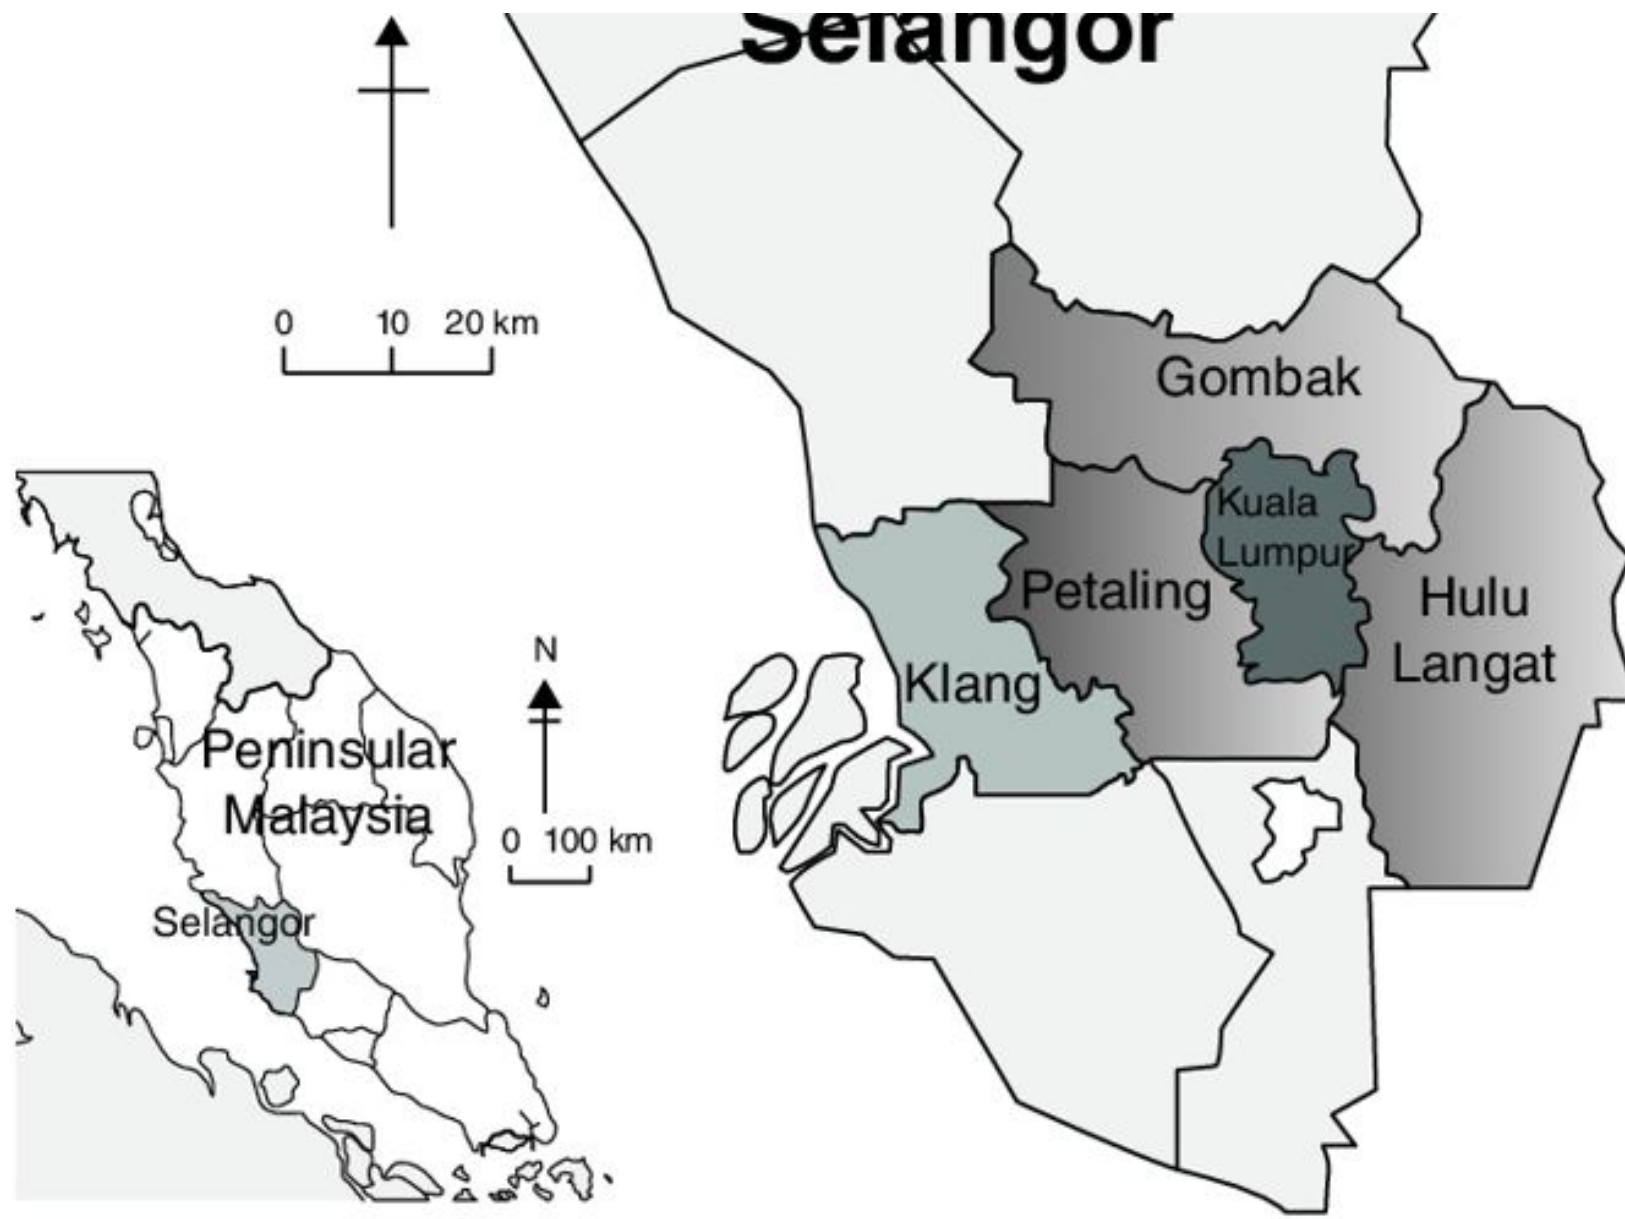 Selangor
0 10 20 km
Gombak
Kuala
Lumpur
Petaling
Hulu
Langat
Klang
N
Peninsular
Malaysia
0 100 km
Selangor